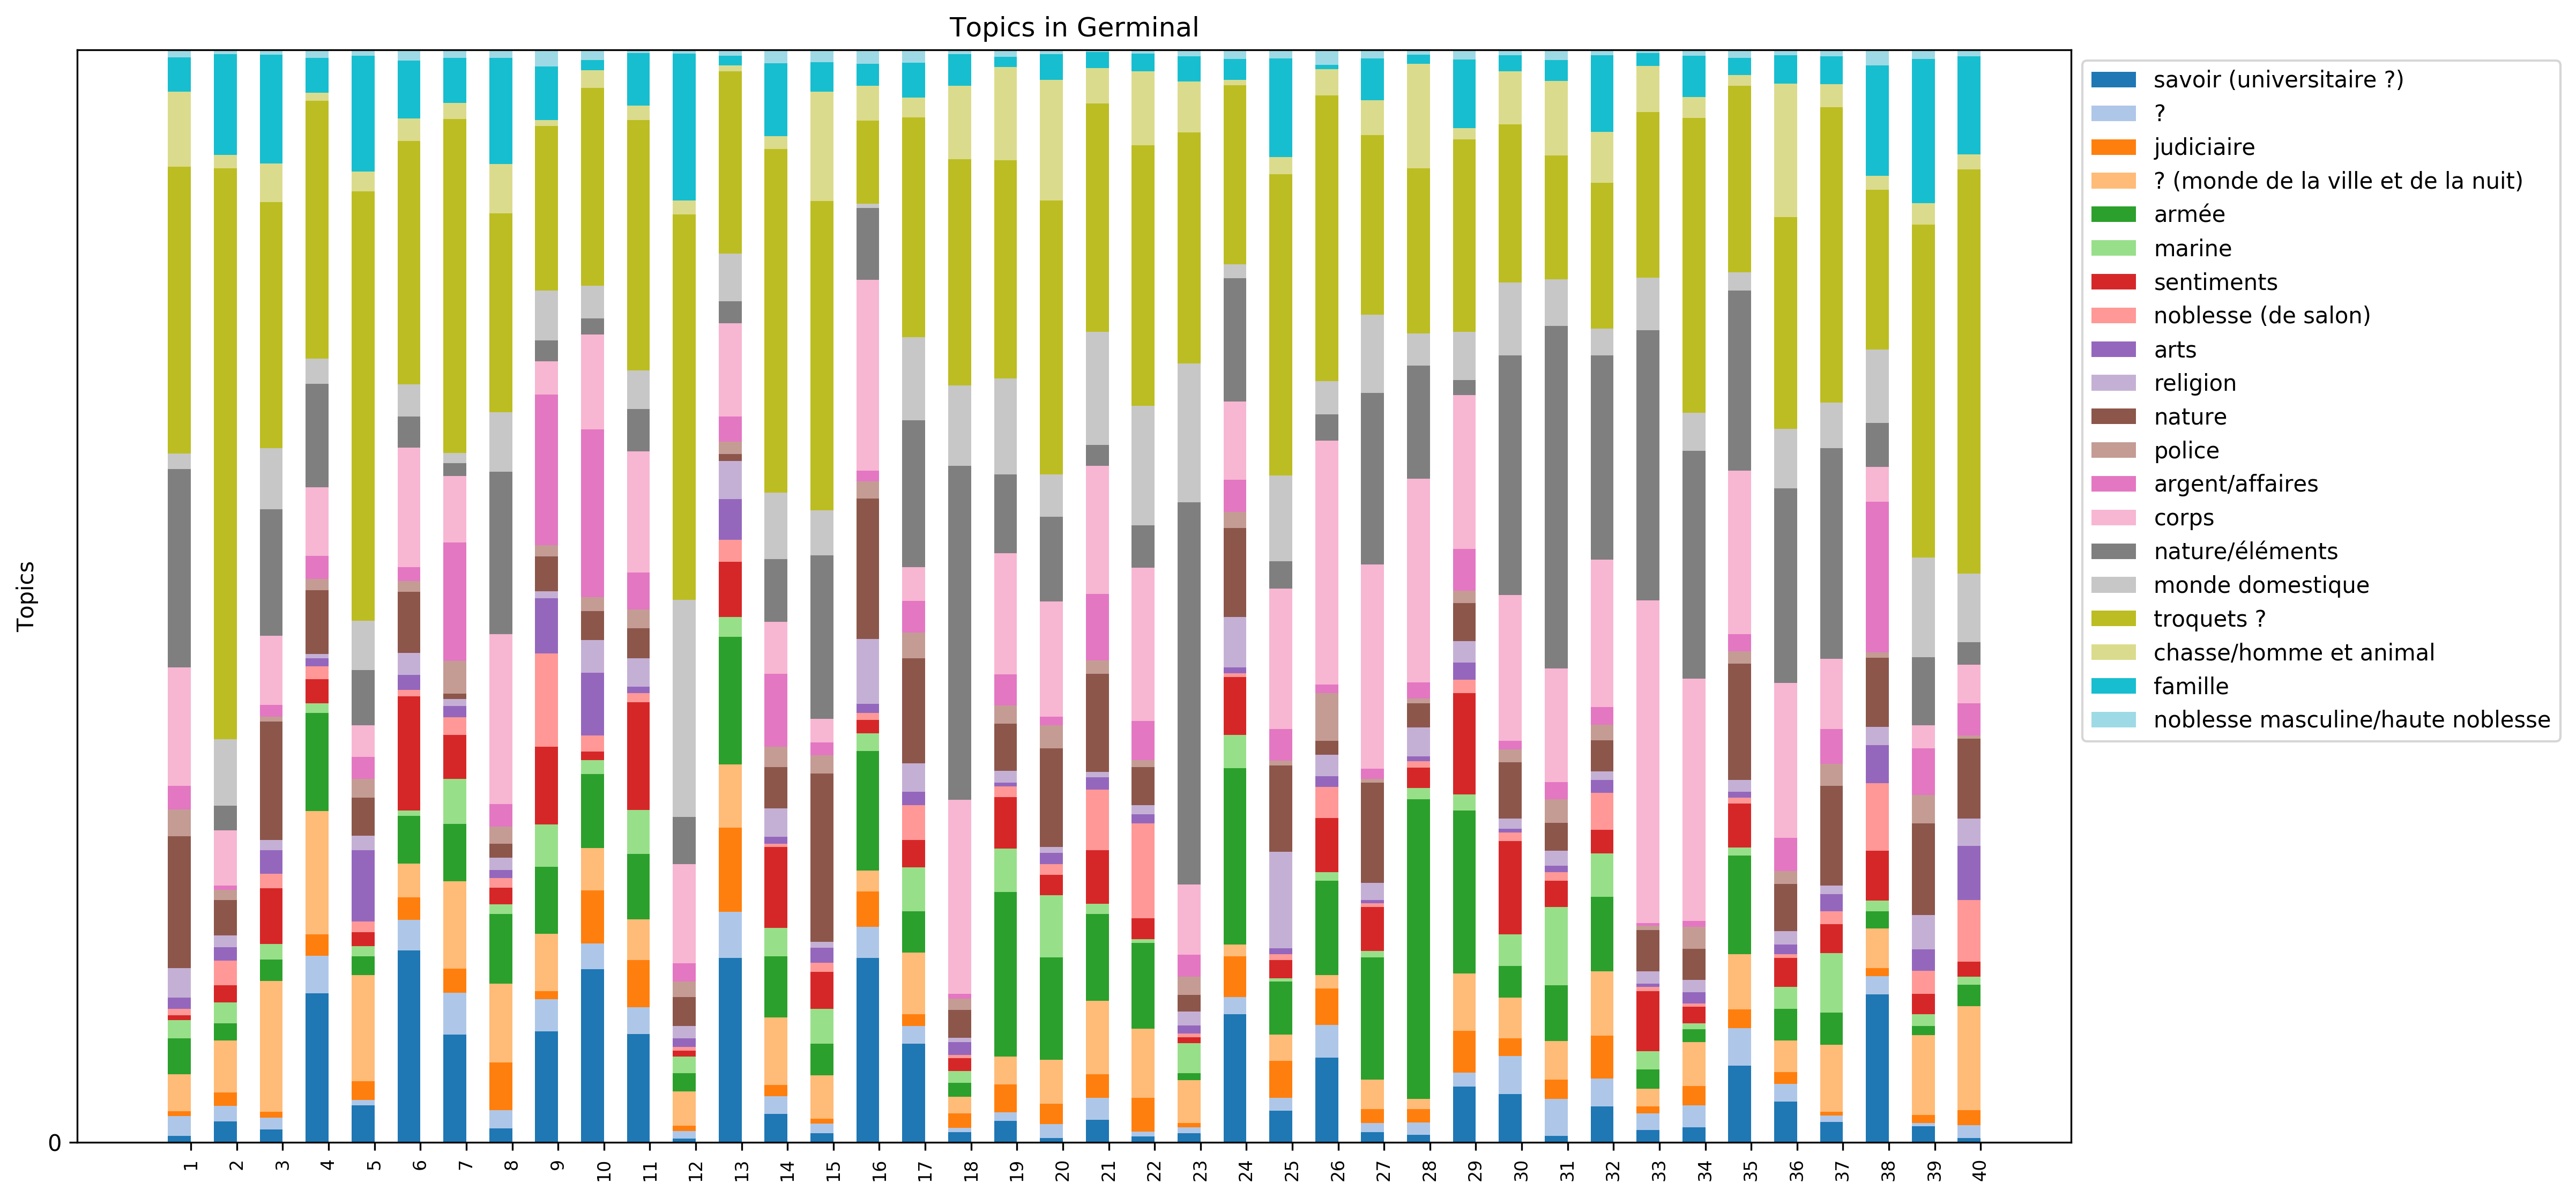 Topics in Germinal
Topics
0
1 2 3 4 5 6 7 8 9 10 11 12 13 14 15 16 17 18 19 20 21 22 23 24 25 26 27 28 29 30 31 32 33 34 35 36 37 38 39 40
savoir (universitaire ?)
?
judiciaire
? (monde de la ville et de la nuit)
armée
marine
sentiments
noblesse (de salon)
arts
religion
nature
police
argent/affaires
corps
nature/éléments
monde domestique
troquets ?
chasse/homme et animal
famille
noblesse masculine/haute noblesse